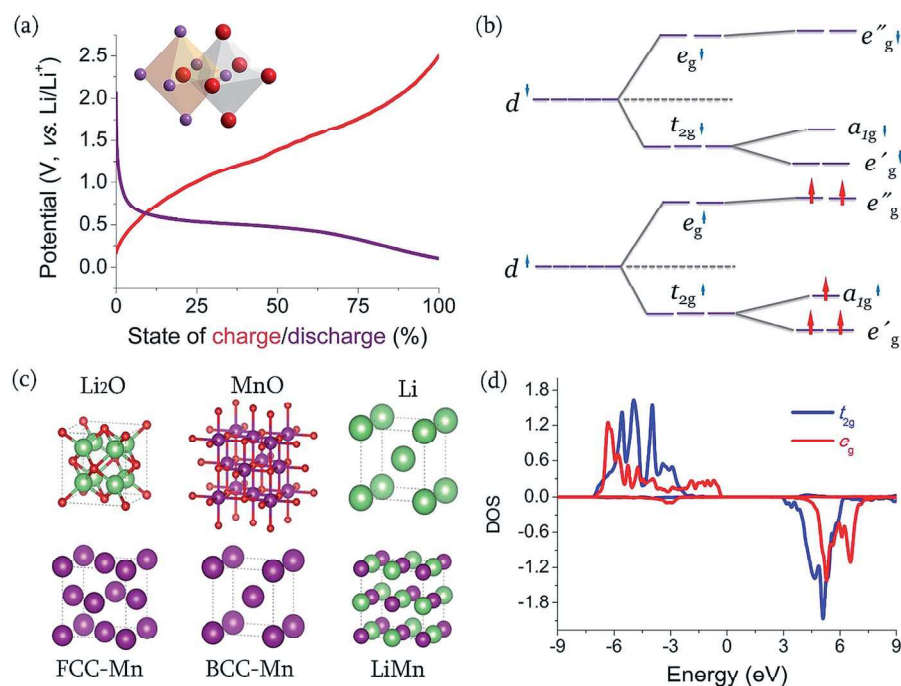 (a)
2.5
2.0
1.5
1.0
0.5
0.0
Potential (V, vs. Li/Li⁺)
0 25 50 75 100
State of charge/discharge (%)
(b)
d
e_g
t_2g
e″_g
a_1g
e′_g
d
e_g
t_2g
e″_g
a_1g
e′_g
(c)
Li₂O MnO Li
FCC-Mn BCC-Mn LiMn
(d)
1.8
1.2
0.6
0.0
-0.6
-1.2
-1.8
DOS
t_2g
e_g
-9 -6 -3 0 3 6 9
Energy (eV)